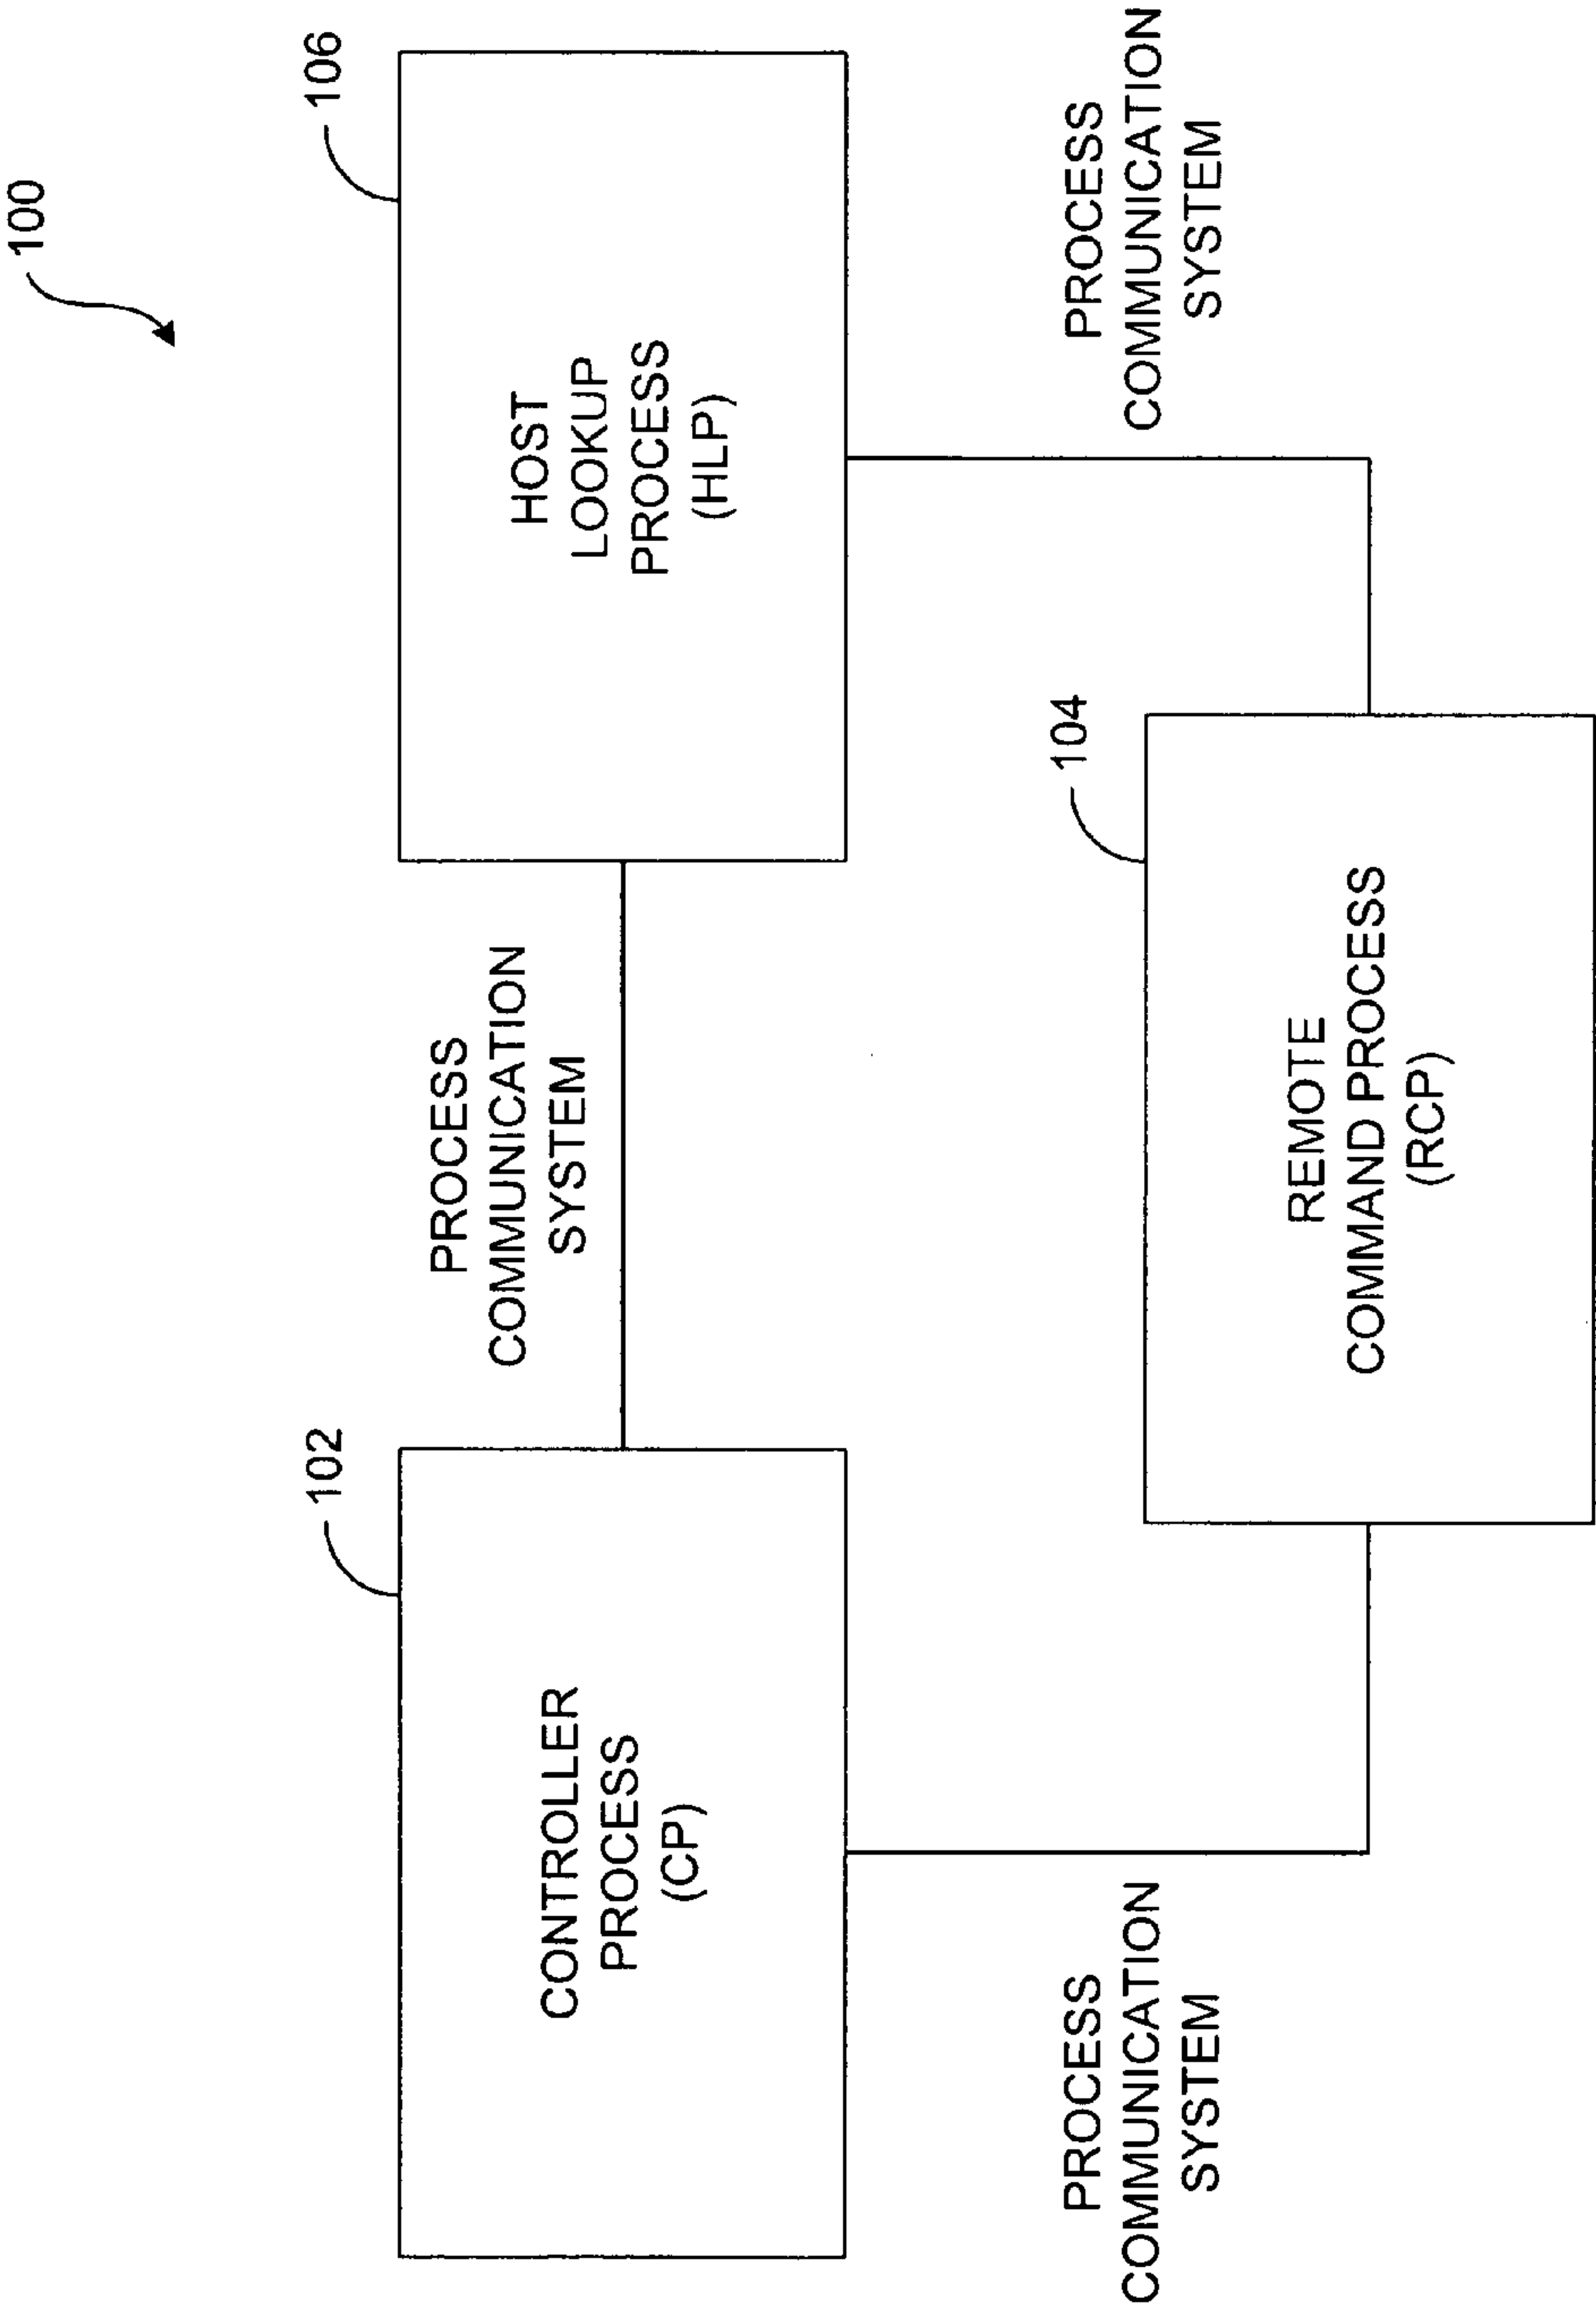 100
102
CONTROLLER
PROCESS
(CP)
PROCESS
COMMUNICATION
SYSTEM
106
HOST
LOOKUP
PROCESS
(HLP)
PROCESS
COMMUNICATION
SYSTEM
104
REMOTE
COMMAND PROCESS
(RCP)
PROCESS
COMMUNICATION
SYSTEM